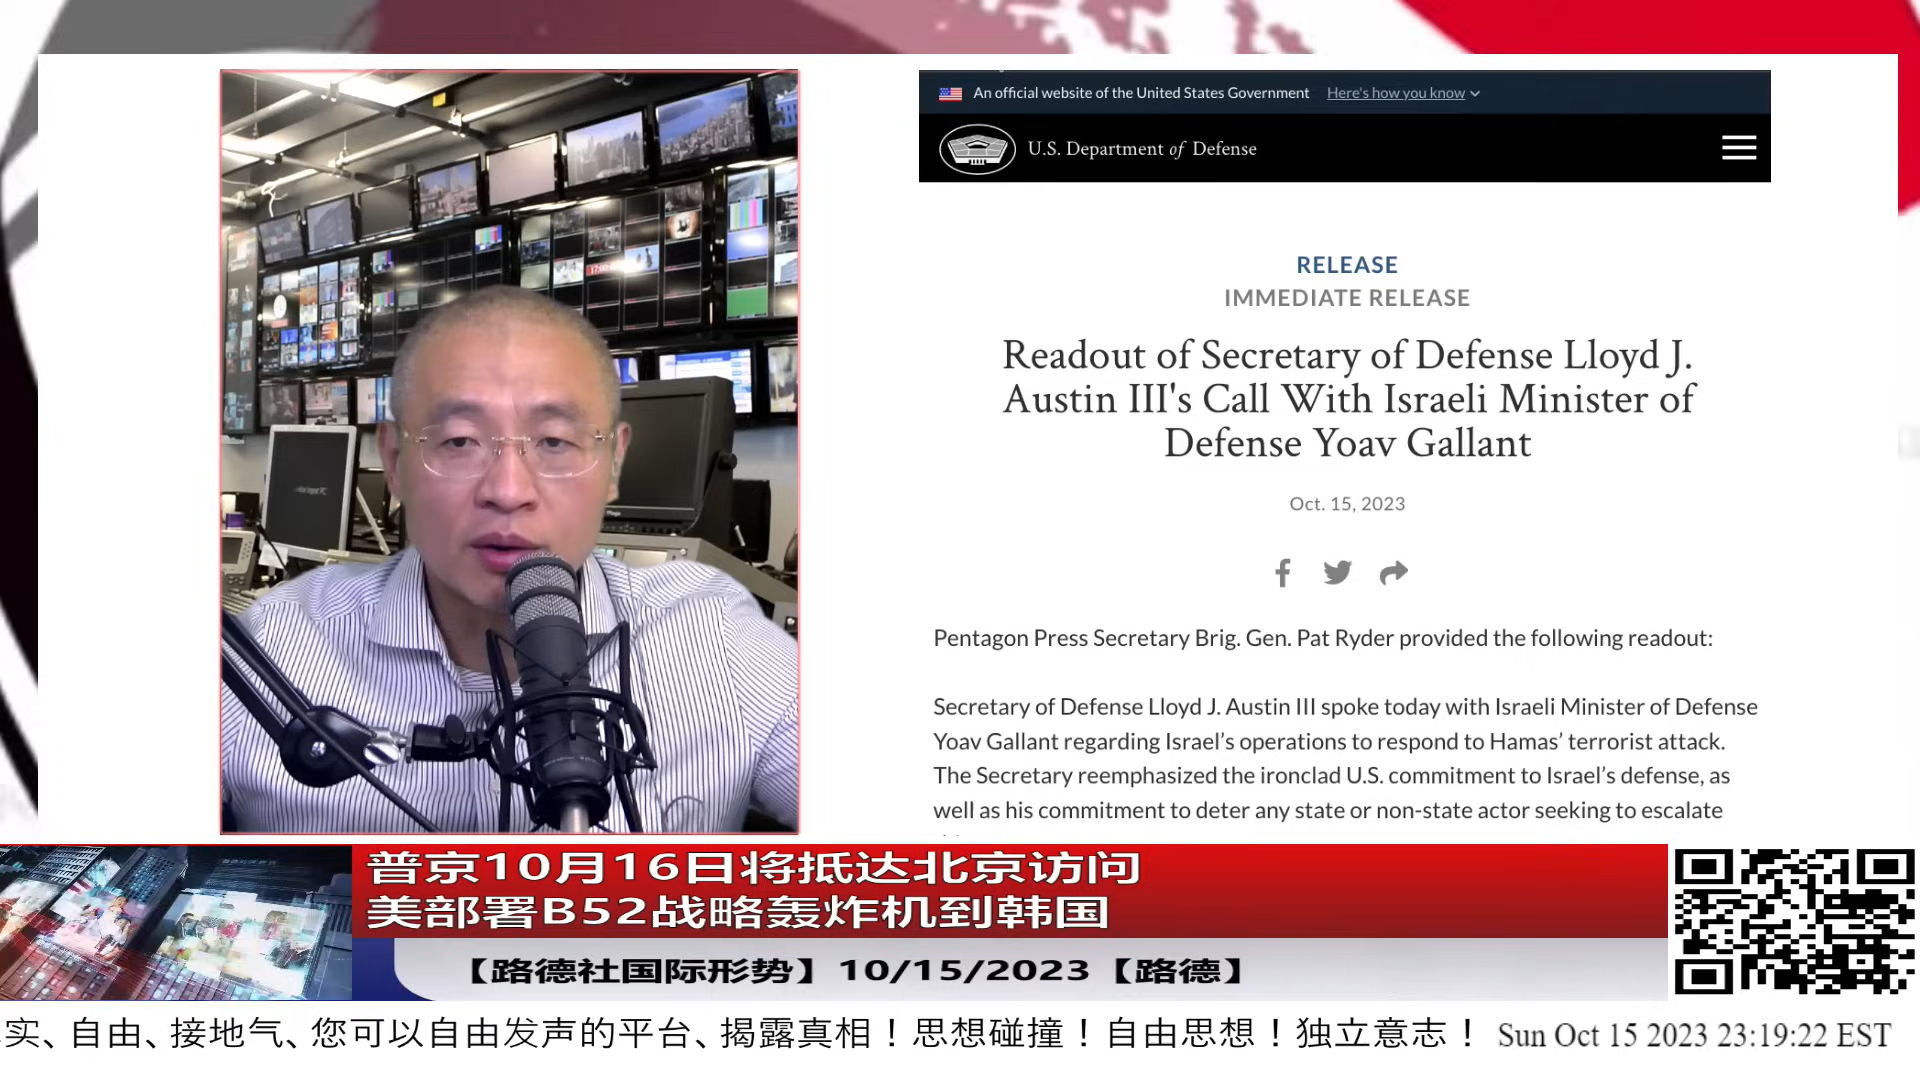 An official website of the United States Government Here's how you know
U.S. Department of Defense
RELEASE
IMMEDIATE RELEASE
Readout of Secretary of Defense Lloyd J.
Austin III's Call With Israeli Minister of
Defense Yoav Gallant
Oct. 15, 2023
Pentagon Press Secretary Brig. Gen. Pat Ryder provided the following readout:
Secretary of Defense Lloyd J. Austin III spoke today with Israeli Minister of Defense
Yoav Gallant regarding Israel’s operations to respond to Hamas’ terrorist attack.
The Secretary reemphasized the ironclad U.S. commitment to Israel’s defense, as
well as his commitment to deter any state or non-state actor seeking to escalate
普京10月16日将抵达北京访问
美部署B52战略轰炸机到韩国
【路德社国际形势】10/15/2023【路德】
实、自由、接地气、您可以自由发声的平台、揭露真相！思想碰撞！自由思想！独立意志！ Sun Oct 15 2023 23:19:22 EST